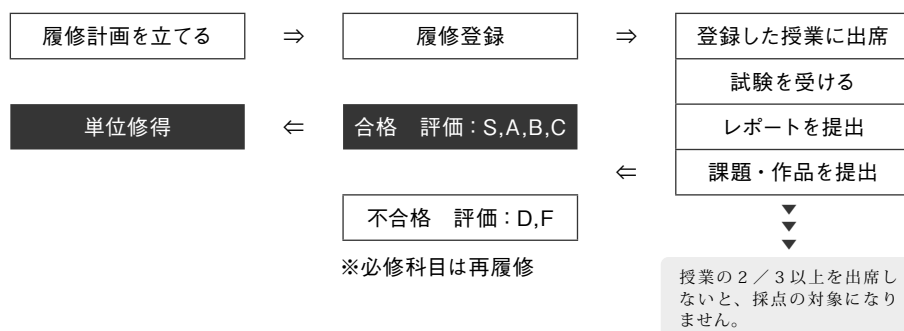 履修計画を立てる ⇒ 履修登録 ⇒ 登録した授業に出席
試験を受ける
単位修得 ⇐ 合格　評価：S,A,B,C
レポートを提出
⇐ 課題・作品を提出
不合格　評価：D,F
※必修科目は再履修
授業の２／３以上を出席し
ないと、採点の対象になり
ません。